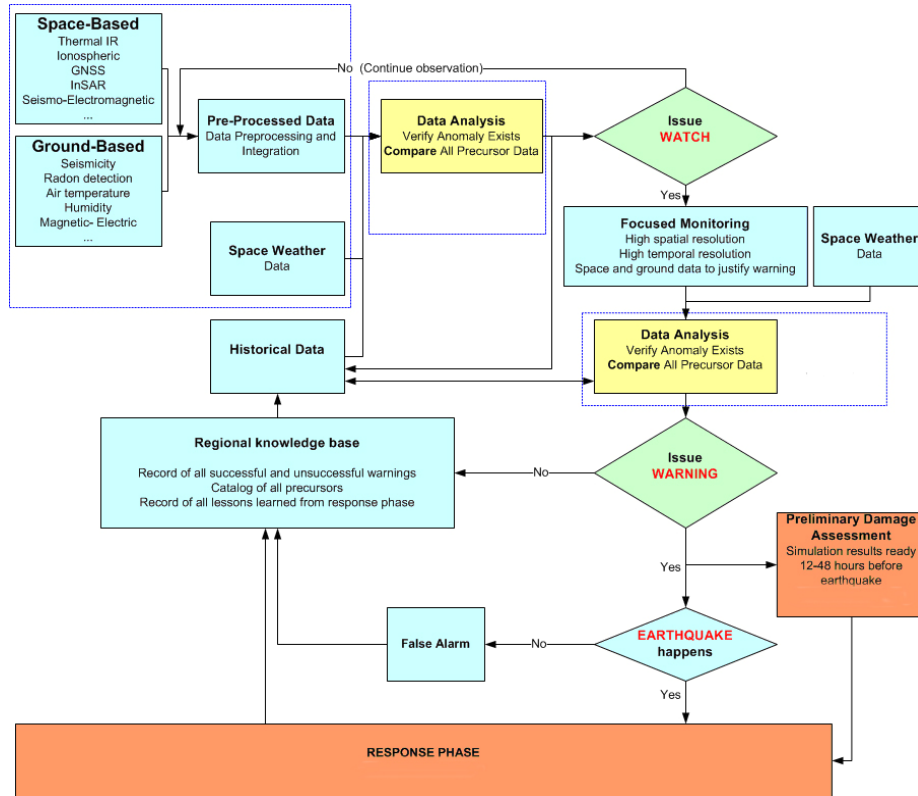 Space-Based
Thermal IR
Ionospheric
GNSS
InSAR
Seismo-Electromagnetic
...
Ground-Based
Seismicity
Radon detection
Air temperature
Humidity
Magnetic- Electric
...
No (Continue observation)
Pre-Processed Data
Data Preprocessing and
Integration
Data Analysis
Verify Anomaly Exists
Compare All Precursor Data
Issue
WATCH
Yes
Space Weather
Data
Focused Monitoring
High spatial resolution
High temporal resolution
Space and ground data to justify warning
Space Weather
Data
Historical Data
Data Analysis
Verify Anomaly Exists
Compare All Precursor Data
Regional knowledge base
Record of all successful and unsuccessful warnings
Catalog of all precursors
Record of all lessons learned from response phase
No
Issue
WARNING
Yes
Preliminary Damage
Assessment
Simulation results ready
12-48 hours before
earthquake
False Alarm
No
EARTHQUAKE
happens
Yes
RESPONSE PHASE